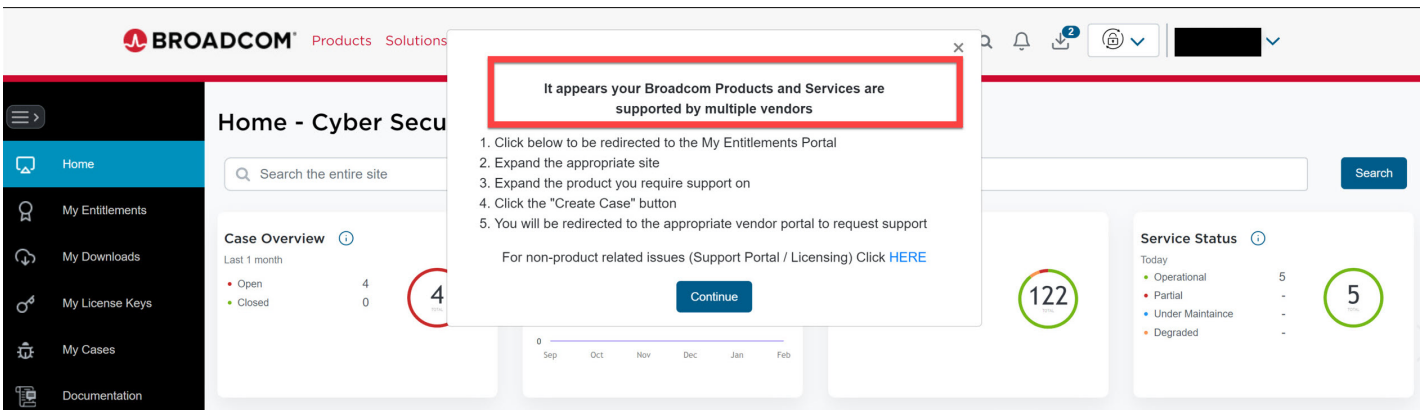 BROADCOM®
Products Solutions
2
×
It appears your Broadcom Products and Services are
supported by multiple vendors
1. Click below to be redirected to the My Entitlements Portal
2. Expand the appropriate site
3. Expand the product you require support on
4. Click the "Create Case" button
5. You will be redirected to the appropriate vendor portal to request support
For non-product related issues (Support Portal / Licensing) Click HERE
Continue
Home
My Entitlements
My Downloads
My License Keys
My Cases
Documentation
Home - Cyber Secu
Search the entire site
Search
Case Overview
Last 1 month
Open 4
Closed 0
4
0
Sep Oct Nov Dec Jan Feb
122
Service Status
Today
Operational 5
Partial -
Under Maintaince -
Degraded -
5